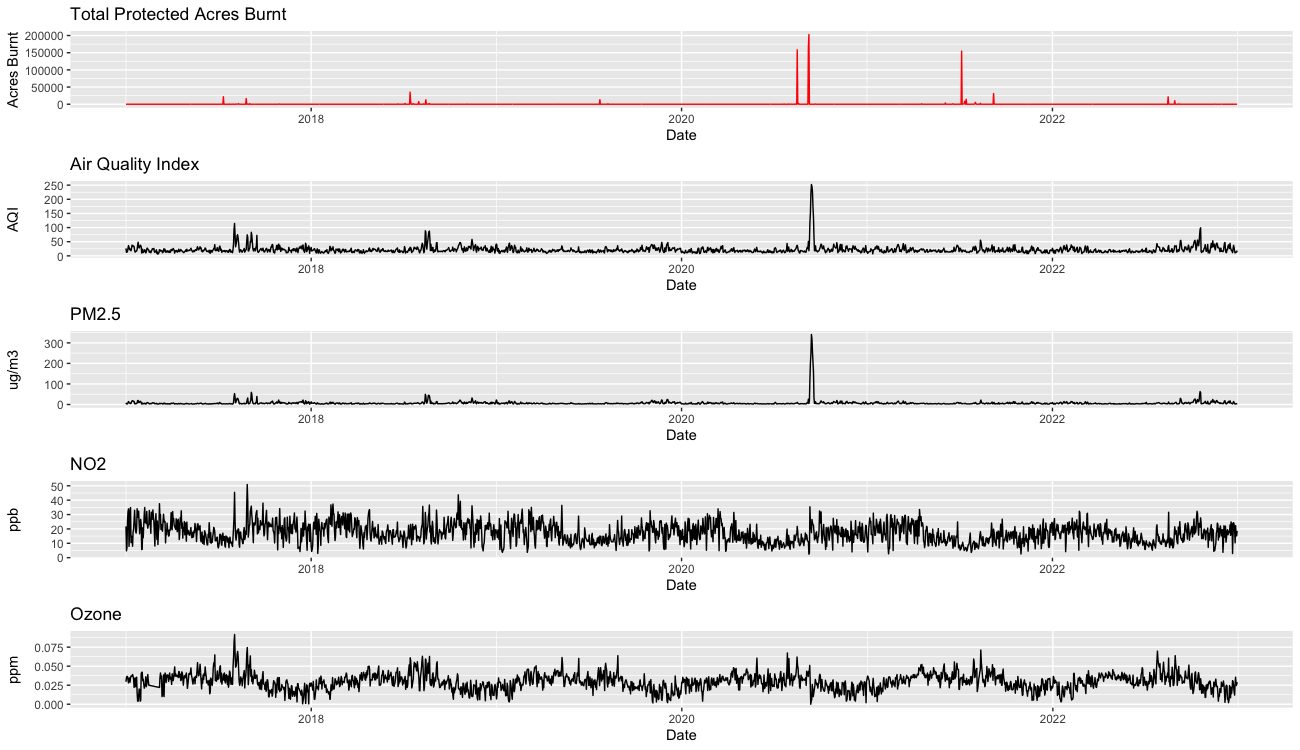 Total Protected Acres Burnt
Acres Burnt
200000
150000
100000
50000
0
2018 2020 2022
Date
Air Quality Index
AQI
250
200
150
100
50
0
2018 2020 2022
Date
PM2.5
ug/m3
300
200
100
0
2018 2020 2022
Date
NO2
ppb
50
40
30
20
10
0
2018 2020 2022
Date
Ozone
ppm
0.075
0.050
0.025
0.000
2018 2020 2022
Date